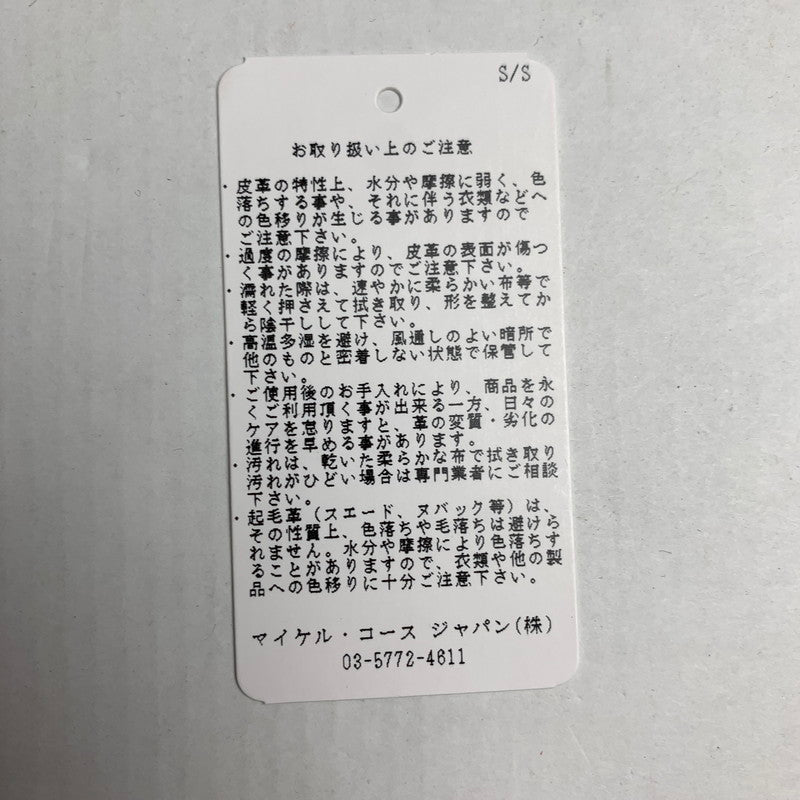 S/S
お取り扱い上のご注意
・皮革の特性上、水分や摩擦に弱く、色
落ちする事や、それに伴う衣類などへ
の色移りが生じる事がありますので
ご注意下さい。
・過度の摩擦により、皮革の表面が傷つ
く事がありますのでご注意下さい。
・濡れた際は、速やかに柔らかい布等で
軽く押さえて拭き取り、形を整えてか
ら陰干しして下さい。
・高温多湿を避け、風通しのよい暗所で
他のものと密着しない状態で保管して
下さい。
・ご使用後のお手入れにより、商品を永
くご利用頂く事が出来る一方、日々の
ケアを怠りますと、革の変質・劣化の
進行を早める事があります。
・汚れは、乾いた柔らかな布で拭き取り
汚れがひどい場合は専門業者にご相談
下さい。
・起毛革（スエード、ヌバック等）は、
その性質上、色落ちや毛落ちは避けら
れません。水分や摩擦により色落ちす
ることがありますので、衣類や他の製
品への色移りに十分ご注意下さい。
マイケル・コース ジャパン(株)
03-5772-4611